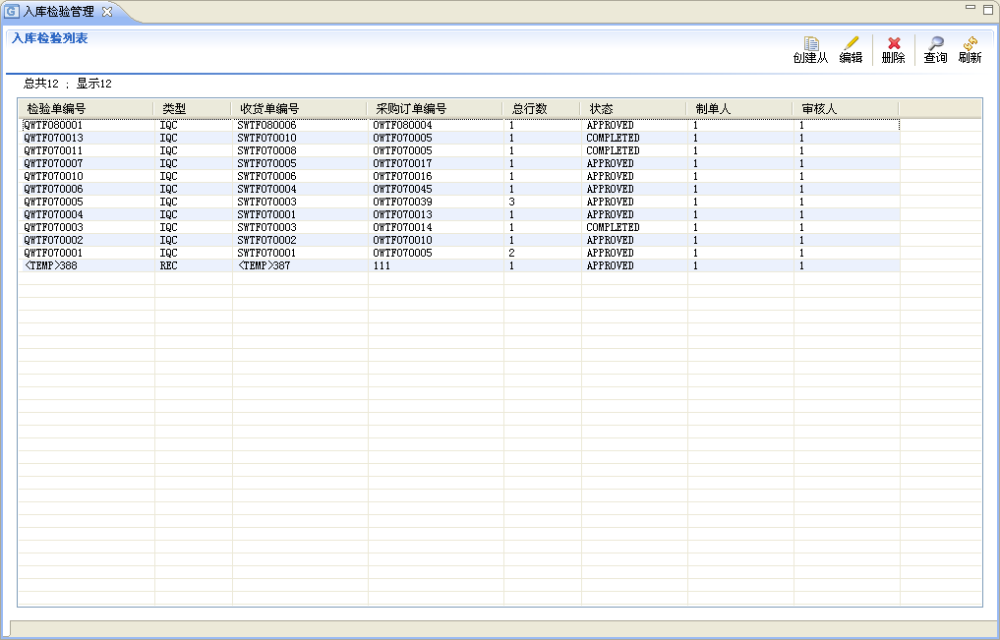 入库检验管理
入库检验列表
创建从 编辑 删除 查询 刷新
总共12 ； 显示12
检验单编号 类型 收货单编号 采购订单编号 总行数 状态 制单人 审核人
QWTF080001 IQC SWTF080006 OWTF080004 1 APPROVED 1 1
QWTF070013 IQC SWTF070010 OWTF070005 1 COMPLETED 1 1
QWTF070011 IQC SWTF070008 OWTF070005 1 COMPLETED 1 1
QWTF070007 IQC SWTF070005 OWTF070017 1 APPROVED 1 1
QWTF070010 IQC SWTF070006 OWTF070016 1 APPROVED 1 1
QWTF070006 IQC SWTF070004 OWTF070045 1 APPROVED 1 1
QWTF070005 IQC SWTF070003 OWTF070039 3 APPROVED 1 1
QWTF070004 IQC SWTF070001 OWTF070013 1 APPROVED 1 1
QWTF070003 IQC SWTF070003 OWTF070014 1 COMPLETED 1 1
QWTF070002 IQC SWTF070002 OWTF070010 1 APPROVED 1 1
QWTF070001 IQC SWTF070001 OWTF070005 2 APPROVED 1 1
<TEMP>388 REC <TEMP>387 111 1 APPROVED 1 1